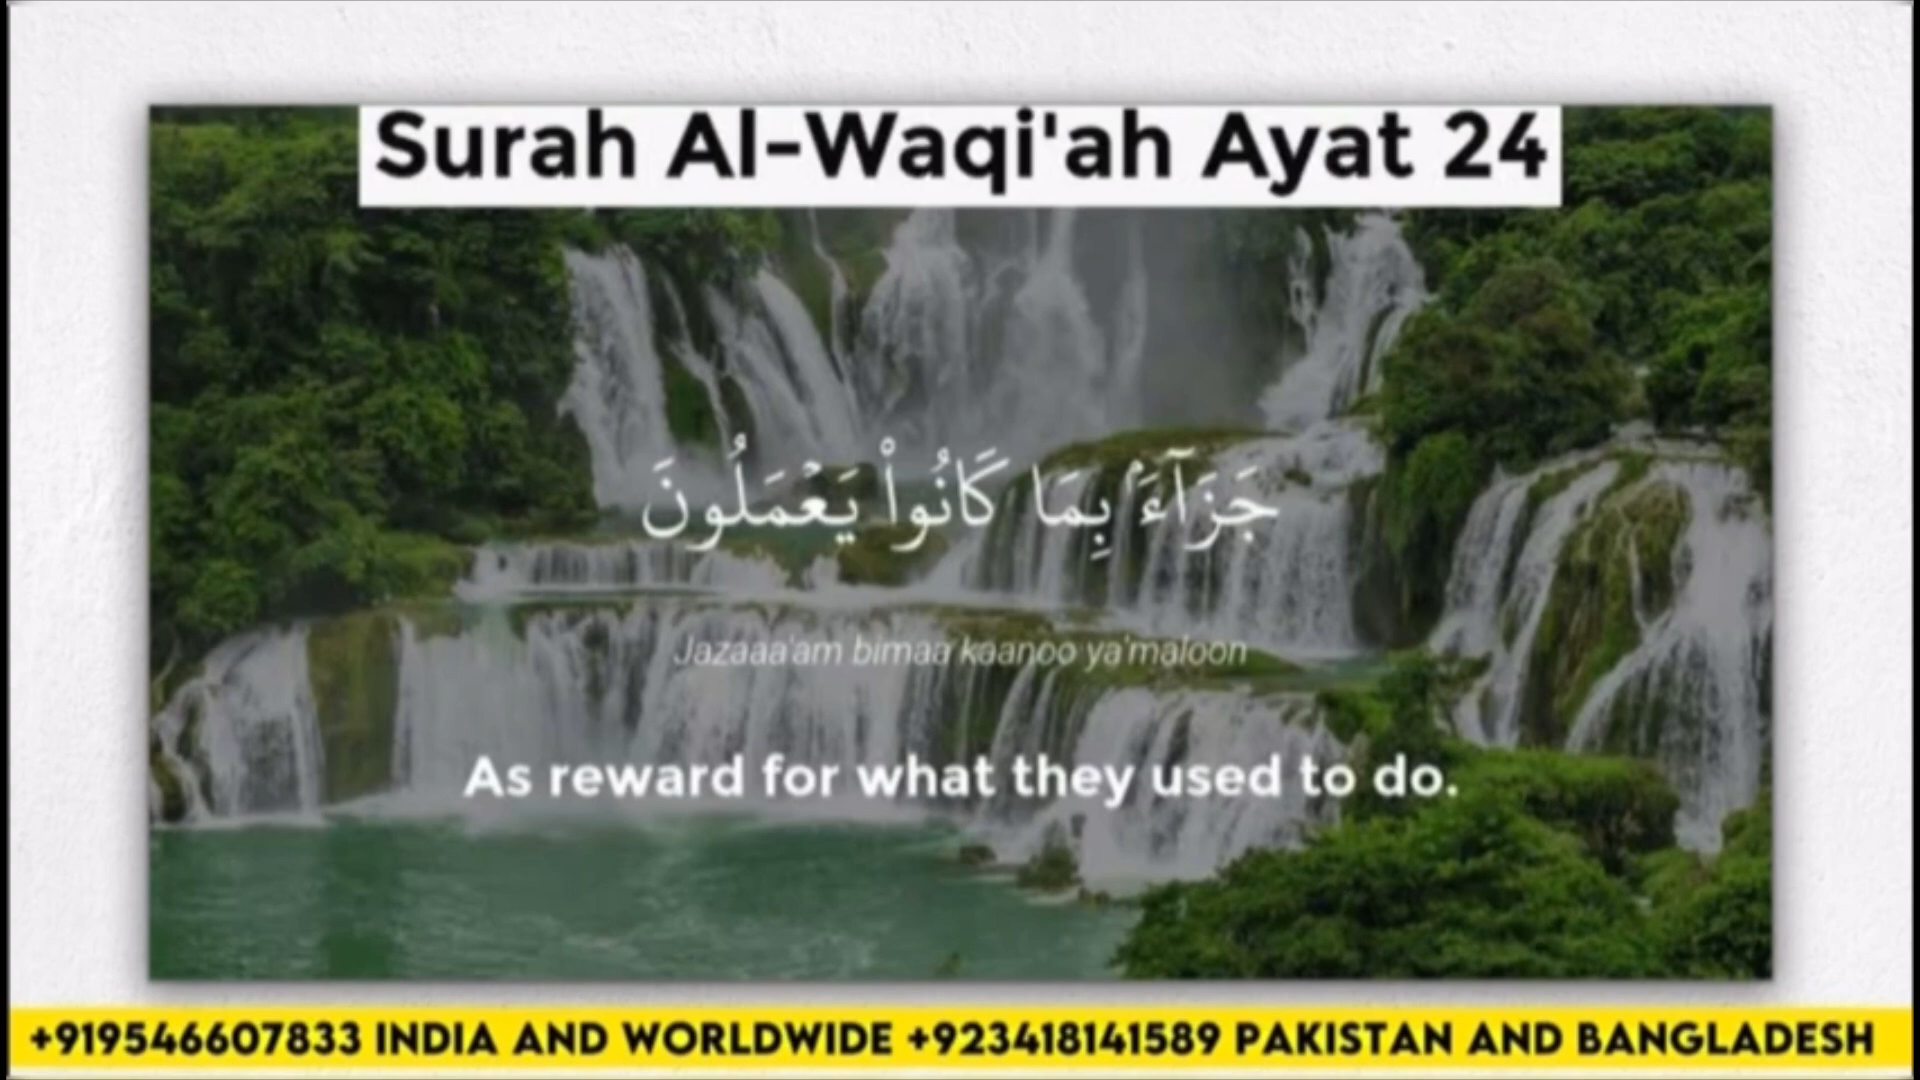 Surah Al-Waqi'ah Ayat 24
جَزَآءَۢ بِمَا كَانُواْ يَعۡمَلُونَ
Jazaaa'am bimaa kaanoo ya'maloon
As reward for what they used to do.
+919546607833 INDIA AND WORLDWIDE +923418141589 PAKISTAN AND BANGLADESH